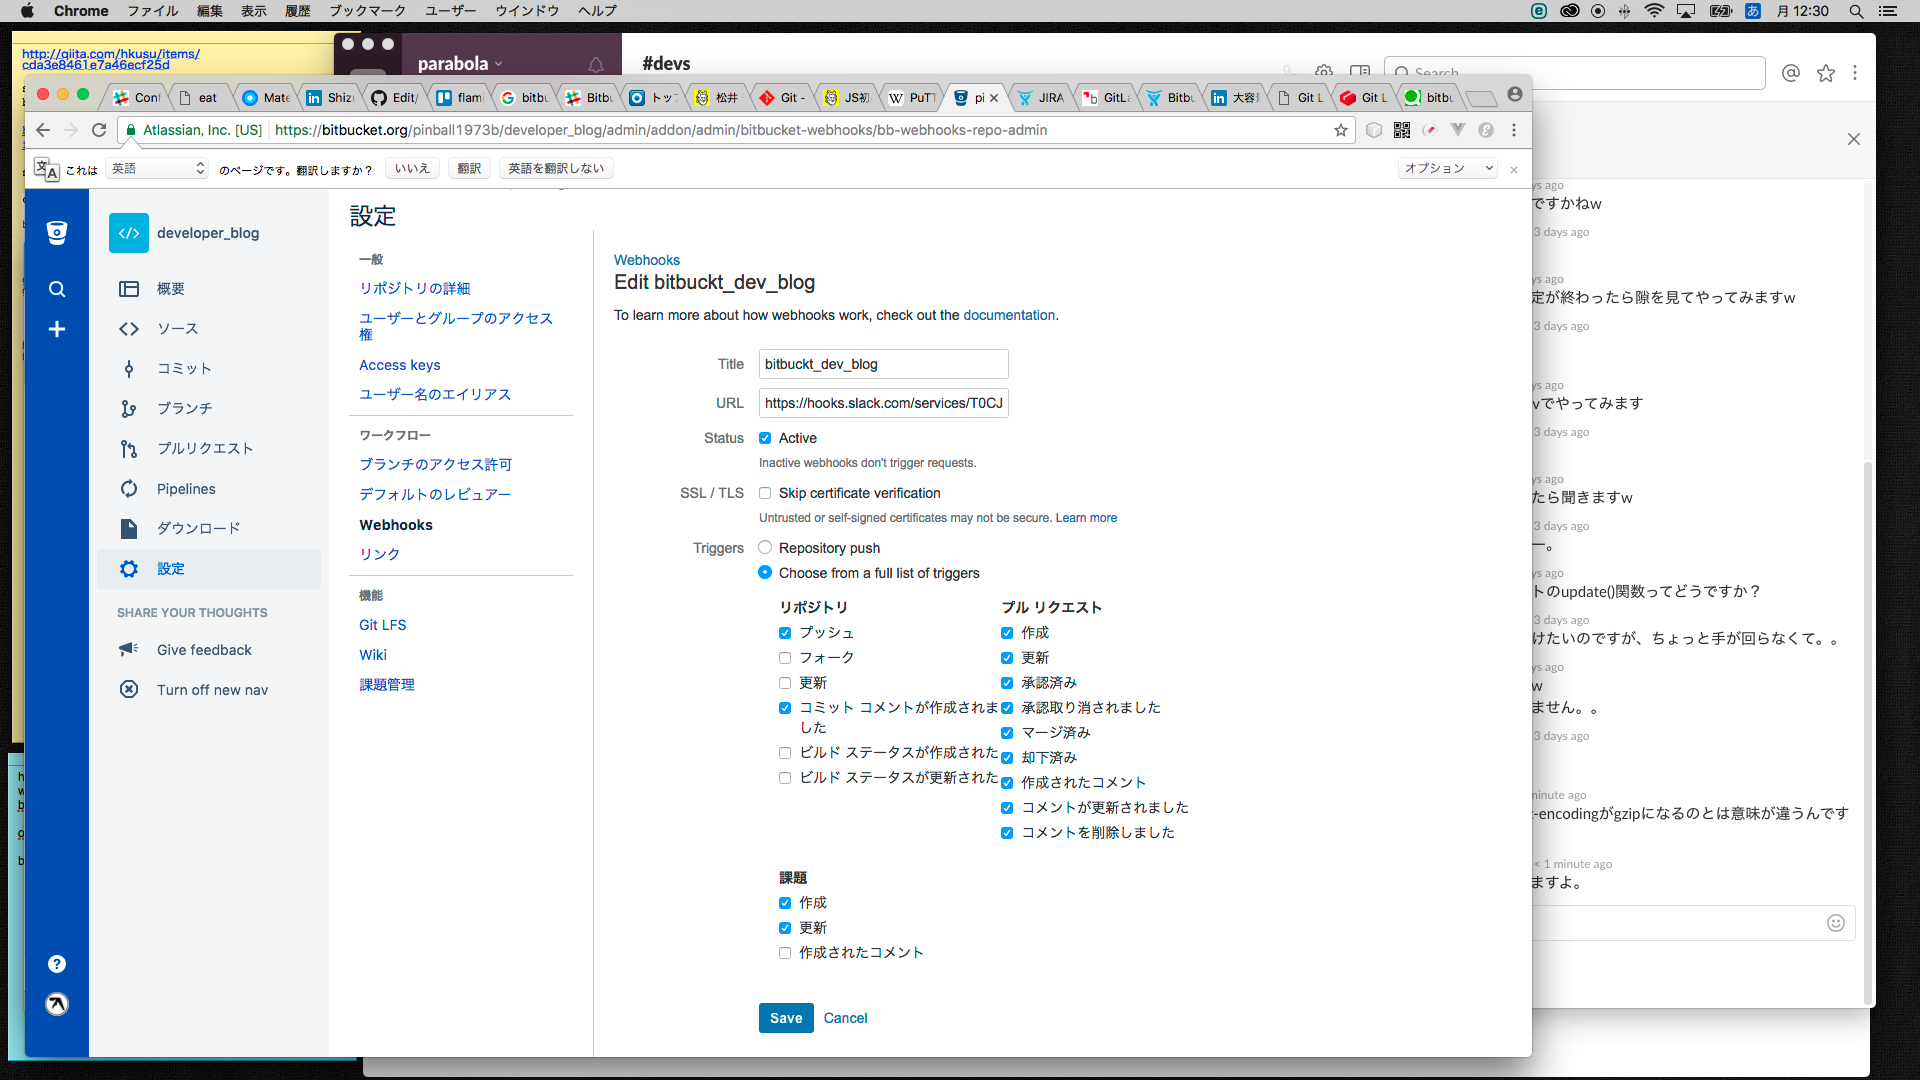 Chrome ファイル 編集 表示 履歴 ブックマーク ユーザー ウインドウ ヘルプ
月 12:30
http://qiita.com/hkusu/items/
cda3e8461e7a46ecf25d
parabola
#devs
Search
Conf
eat
Mate
Shizu
Edit/
flami
bitbu
Bitbu
トップ
松井
Git -
JS初
PuTT
pi
JIRA
GitLa
Bitbu
大容
Git L
Git L
bitbu
Atlassian, Inc. [US]
https://bitbucket.org/pinball1973b/developer_blog/admin/addon/admin/bitbucket-webhooks/bb-webhooks-repo-admin
これは 英語 のページです。翻訳しますか？ いいえ 翻訳 英語を翻訳しない オプション
developer_blog
概要
ソース
コミット
ブランチ
プルリクエスト
Pipelines
ダウンロード
設定
SHARE YOUR THOUGHTS
Give feedback
Turn off new nav
設定
一般
リポジトリの詳細
ユーザーとグループのアクセス
権
Access keys
ユーザー名のエイリアス
ワークフロー
ブランチのアクセス許可
デフォルトのレビュアー
Webhooks
リンク
機能
Git LFS
Wiki
課題管理
Webhooks
Edit bitbuckt_dev_blog
To learn more about how webhooks work, check out the documentation.
Title bitbuckt_dev_blog
URL https://hooks.slack.com/services/T0CJ
Status Active
Inactive webhooks don't trigger requests.
SSL / TLS Skip certificate verification
Untrusted or self-signed certificates may not be secure. Learn more
Triggers Repository push
Choose from a full list of triggers
リポジトリ
プッシュ
フォーク
更新
コミット コメントが作成されま
した
ビルド ステータスが作成された
ビルド ステータスが更新された
プル リクエスト
作成
更新
承認済み
承認取り消されました
マージ済み
却下済み
作成されたコメント
コメントが更新されました
コメントを削除しました
課題
作成
更新
作成されたコメント
Save Cancel
ys ago
ですかねw
3 days ago
ys ago
定が終わったら隙を見てやってみますw
3 days ago
ys ago
vでやってみます
3 days ago
ys ago
たら聞きますw
3 days ago
ー。
ys ago
トのupdate()関数ってどうですか？
3 days ago
けたいのですが、ちょっと手が回らなくて。。
ys ago
w
ません。。
3 days ago
minute ago
t-encodingがgzipになるのとは意味が違うんです
< 1 minute ago
ますよ。